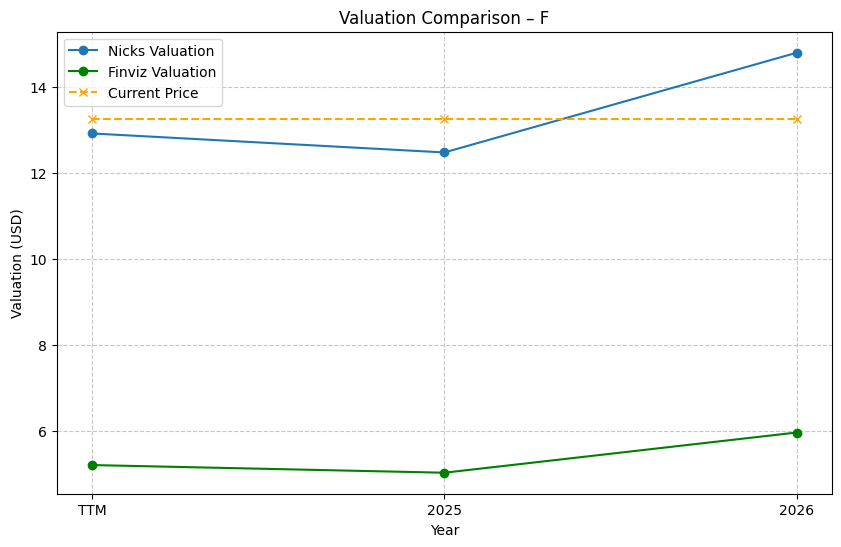 Valuation Comparison – F
Nicks Valuation
Finviz Valuation
Current Price
Valuation (USD)
14
12
10
8
6
TTM
2025
2026
Year